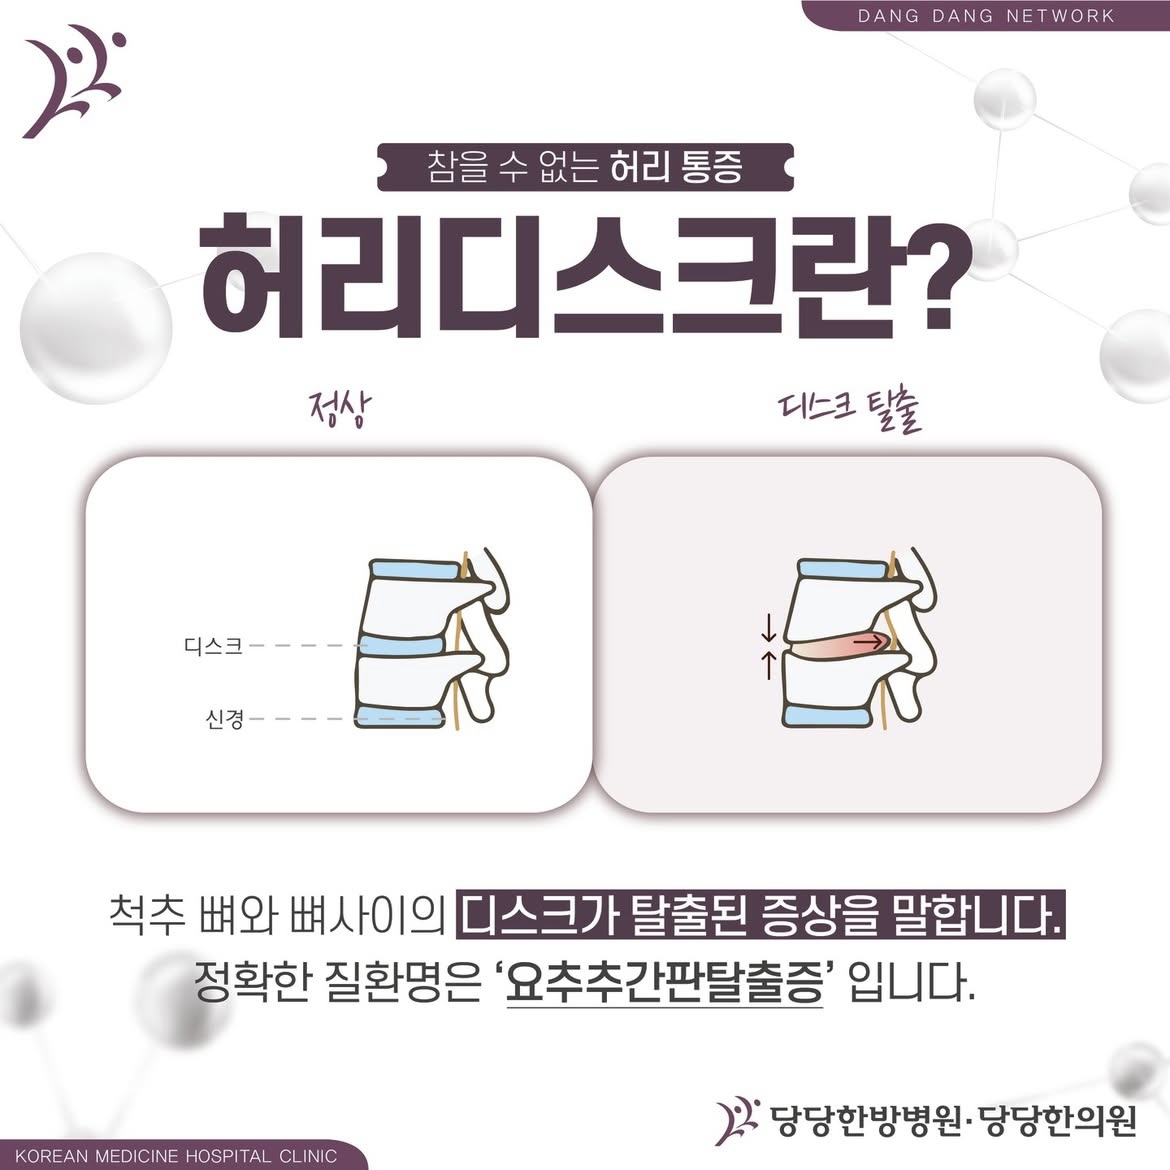 DANG DANG NETWORK
참을 수 없는 허리 통증
허리디스크란?
정상
디스크 탈출
디스크
신경
척추 뼈와 뼈사이의 디스크가 탈출된 증상을 말합니다.
정확한 질환명은 ‘요추추간판탈출증’ 입니다.
당당한방병원·당당한의원
KOREAN MEDICINE HOSPITAL CLINIC